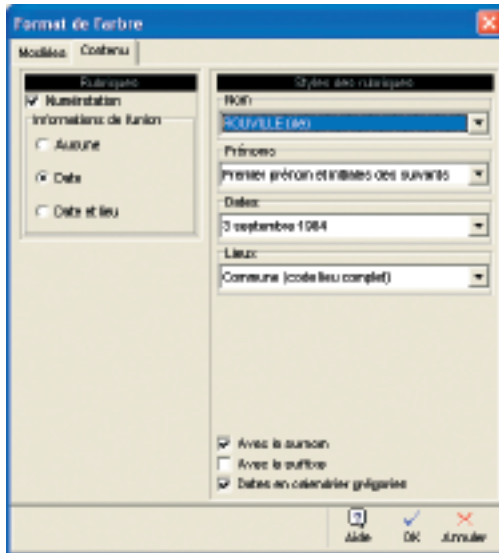 Format de l'arbre
Modèles Contenu
Rubriques
Numérotation
Informations de l'union
Aucune
Date
Date et lieu
Styles des rubriques
Nom
ROUVILLE (de)
Prénoms
Premier prénom et initiales des suivants
Dates
3 septembre 1984
Lieux
Commune (code lieu complet)
Avec le surnom
Avec le suffixe
Dates en calendrier grégorien
Aide OK Annuler